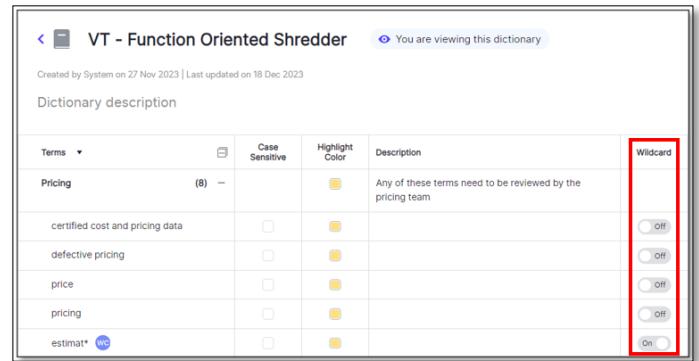 VT - Function Oriented Shredder
You are viewing this dictionary
Created by System on 27 Nov 2023 | Last updated on 18 Dec 2023
Dictionary description
Terms
Case Sensitive
Highlight Color
Description
Wildcard
Pricing (8)
Any of these terms need to be reviewed by the
pricing team
certified cost and pricing data
Off
defective pricing
Off
price
Off
pricing
Off
estimat* WC
On